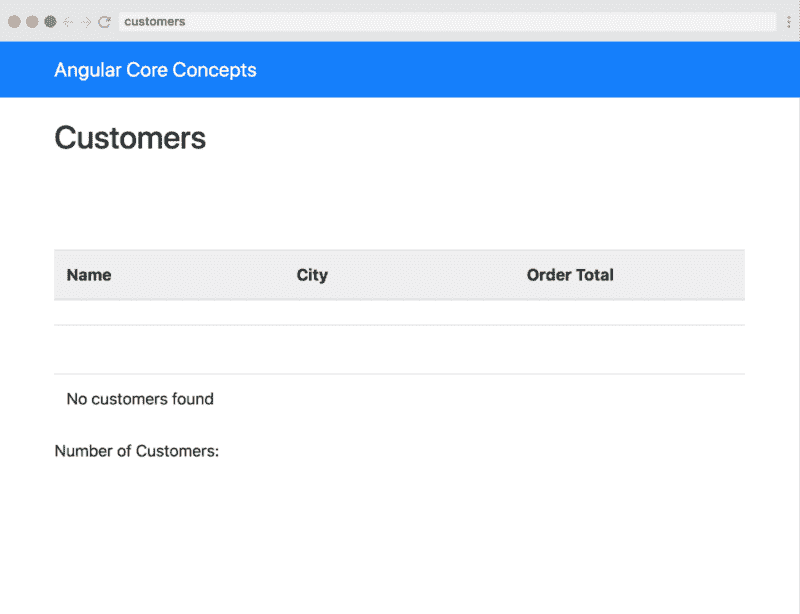 customers
Angular Core Concepts
Customers
Name City Order Total
No customers found
Number of Customers: